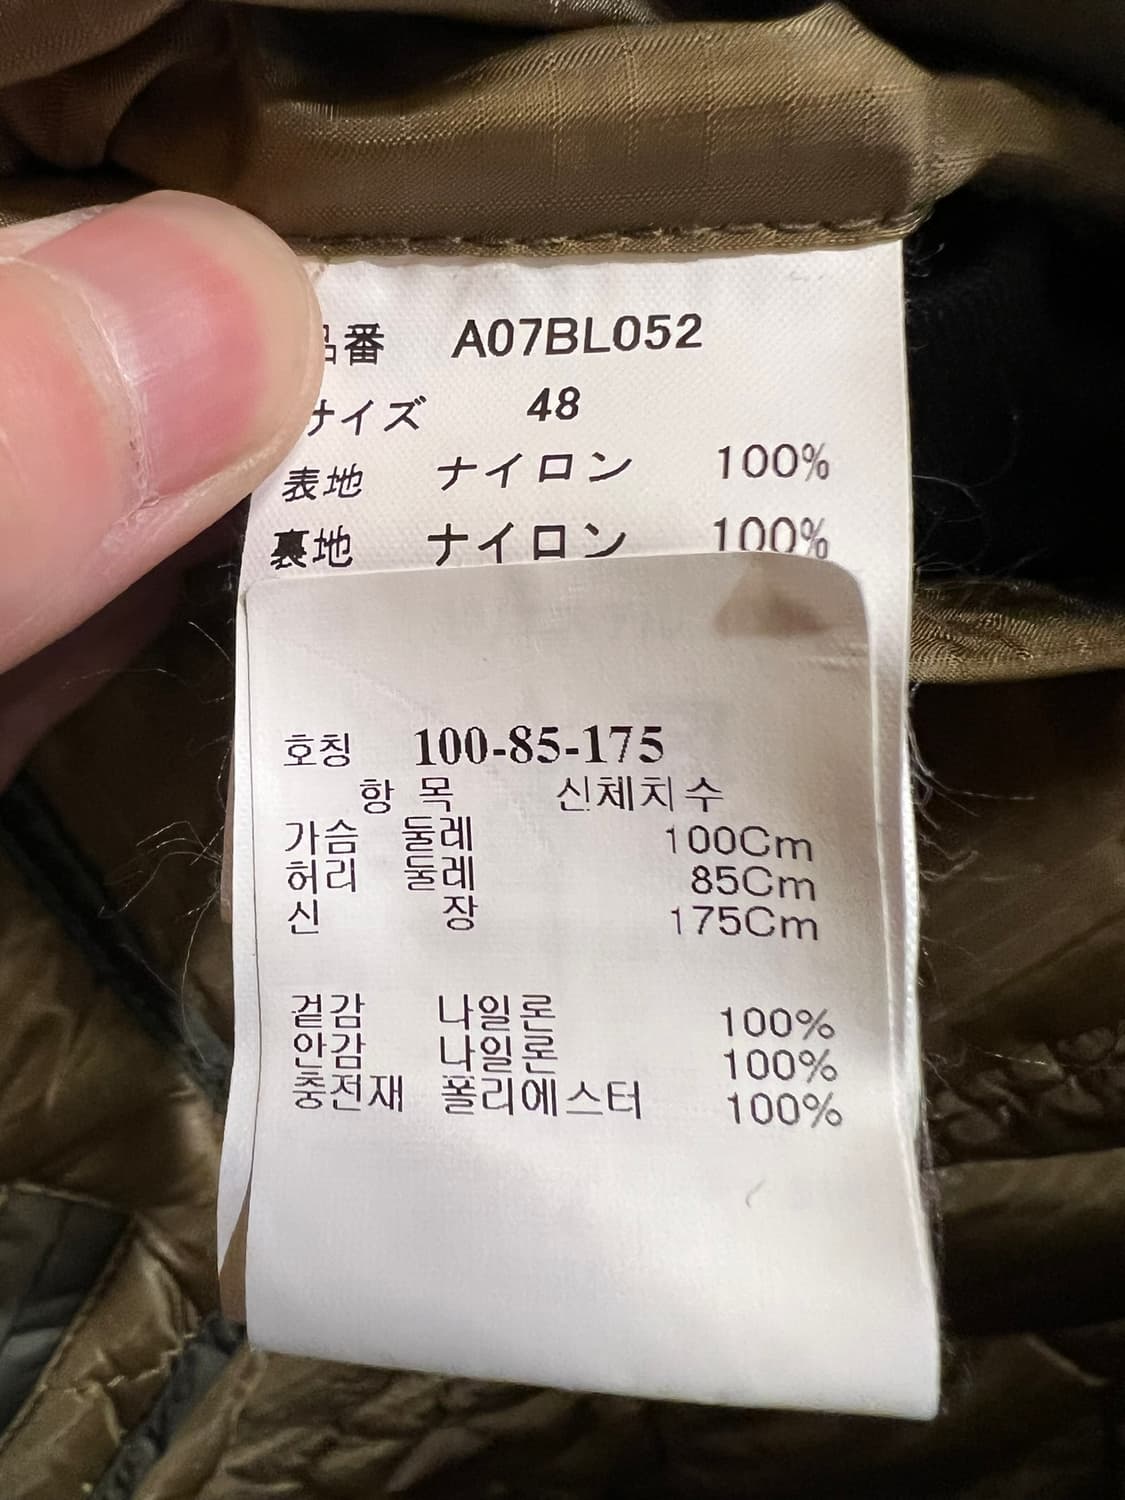 品番 A07BL052
サイズ 48
表地 ナイロン 100%
裏地 ナイロン 100%
호칭 100-85-175
항 목 신체치수
가슴 둘레 100Cm
허리 둘레 85Cm
신 장 175Cm
겉감 나일론 100%
안감 나일론 100%
충전재 폴리에스터 100%